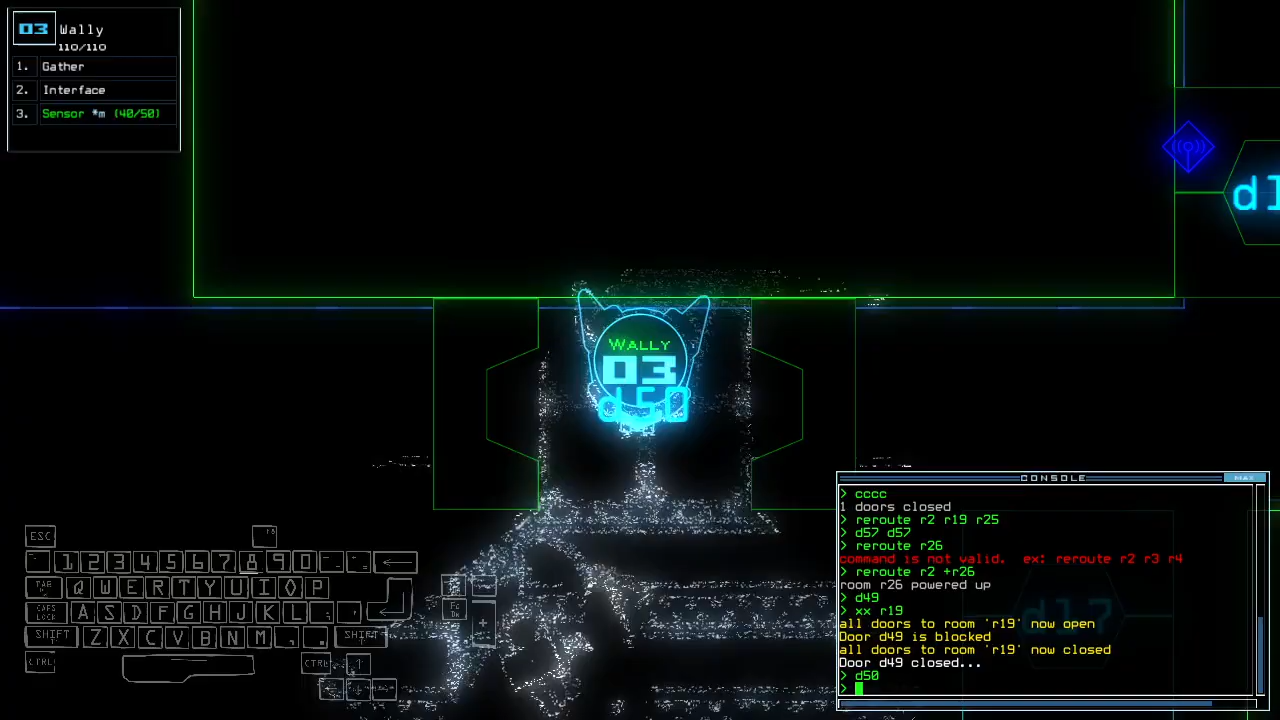 03 Wally
110/110
1. Gather
2. Interface
3. Sensor *m (40/50)
WALLY
03
d50
d1
CONSOLE
MAX
> cccc
1 doors closed
> reroute r2 r19 r25
> d57 d57
> reroute r26
command is not valid.  ex: reroute r2 r3 r4
> reroute r2 +r26
room r26 powered up
> d49
> xx r19
all doors to room 'r19' now open
Door d49 is blocked
all doors to room 'r19' now closed
Door d49 closed...
> d50
>
d17
ESC
1 2 3 4 5 6 7 8 9 0
TAB Q W E R T Y U I O P
CAPS LOCK A S D F G H J K L ; '
SHIFT Z X C V B N M , . SHIFT
CTRL CTRL